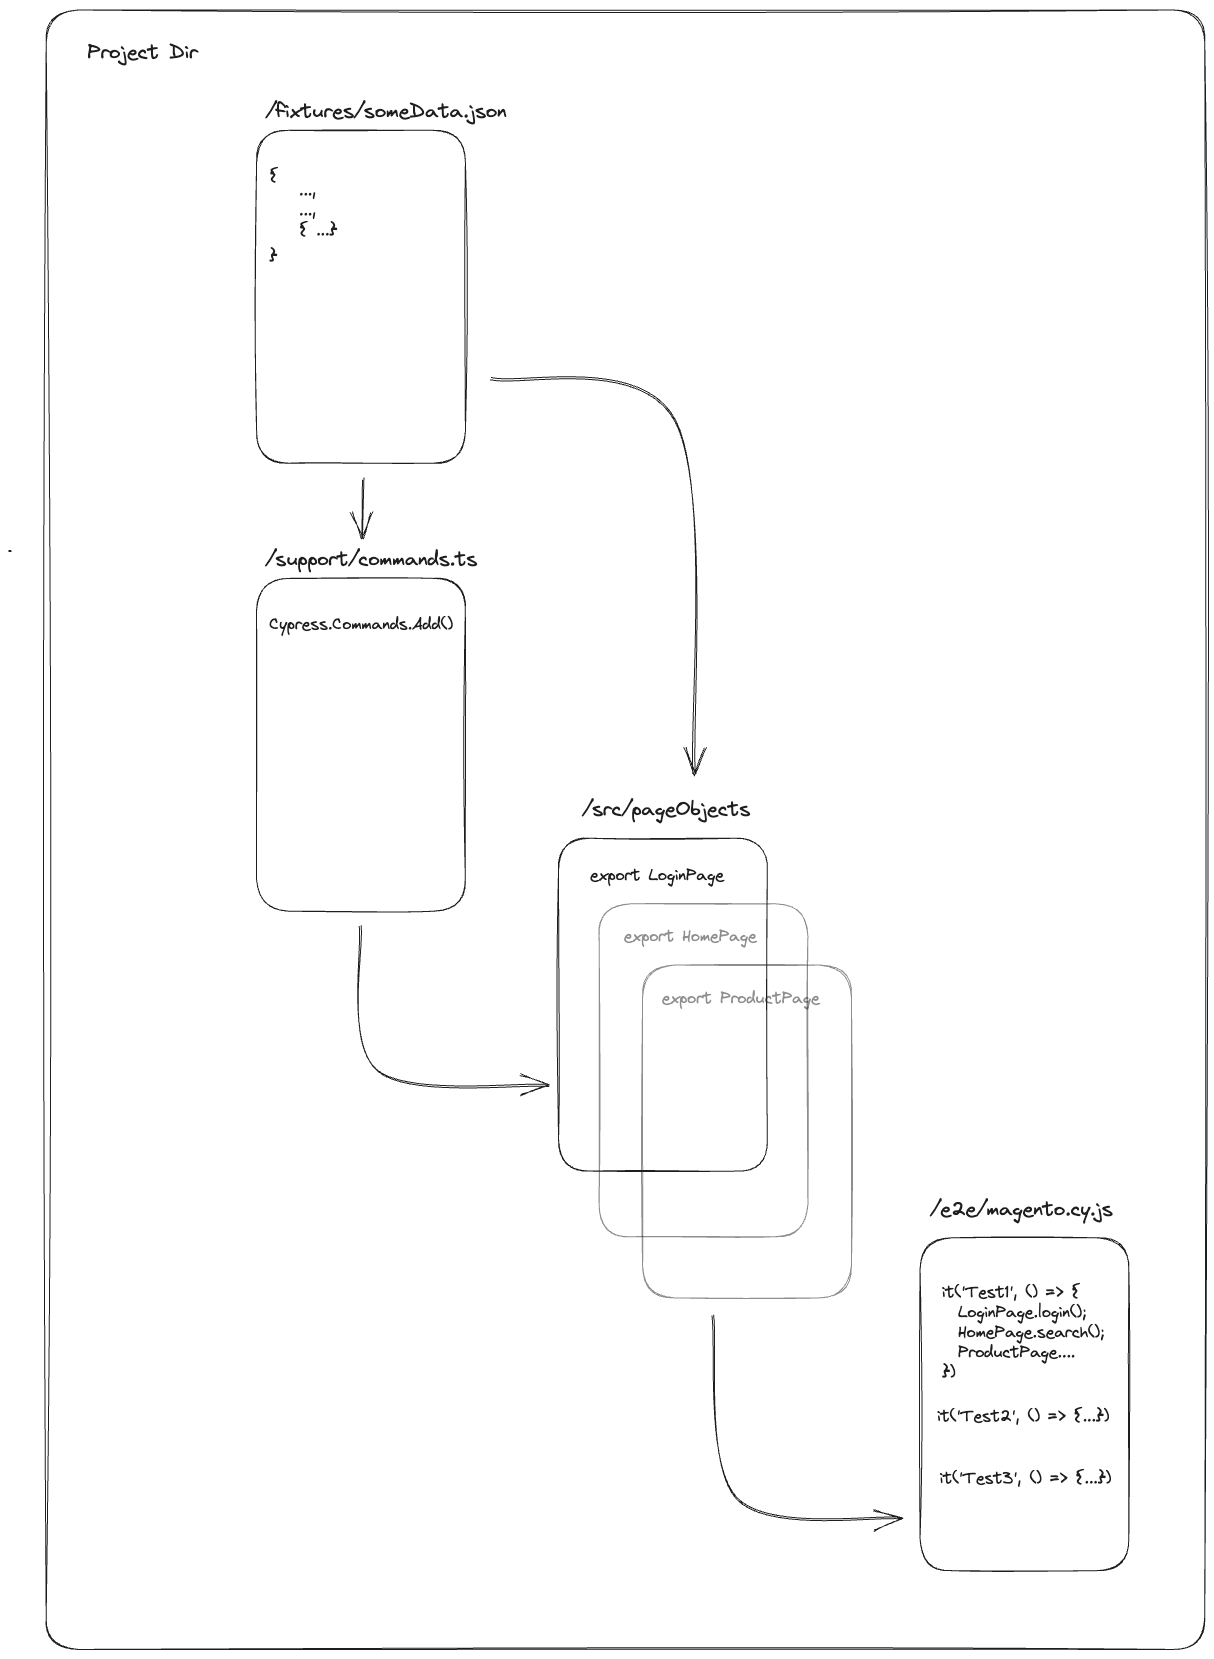 Project Dir
/fixtures/someData.json
{
...,
...,
{ ...}
}
/support/commands.ts
Cypress.Commands.Add()
/src/pageObjects
export LoginPage
export HomePage
export ProductPage
/e2e/magento.cy.js
it('Test1', () => {
LoginPage.login();
HomePage.search();
ProductPage....
})
it('Test2', () => {...})
it('Test3', () => {...})